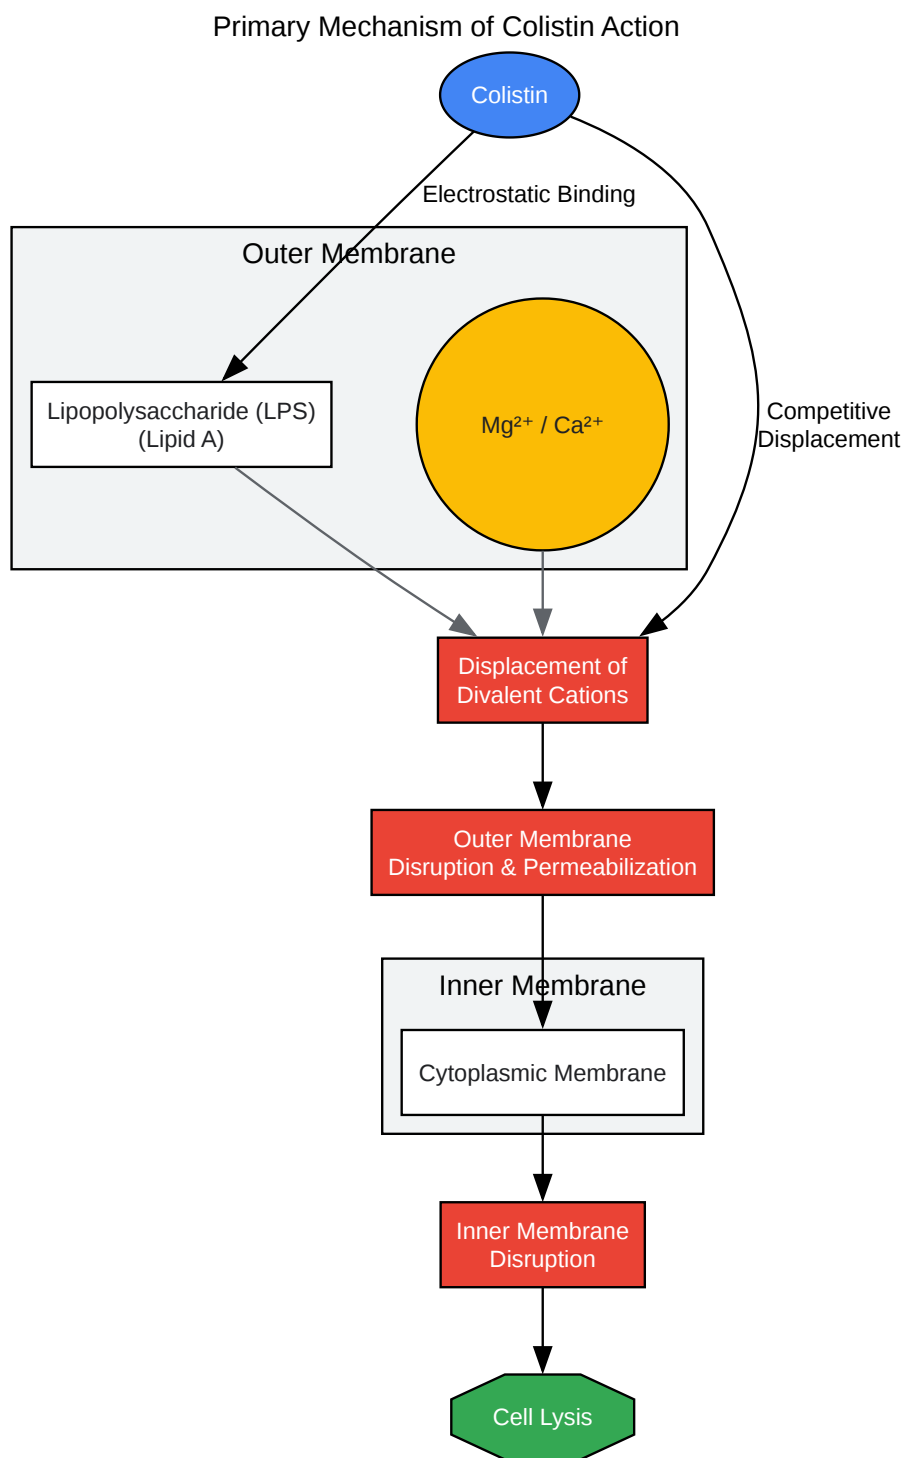 Primary Mechanism of Colistin Action
Colistin
Electrostatic Binding
Outer Membrane
Lipopolysaccharide (LPS)
(Lipid A)
Mg²⁺ / Ca²⁺
Competitive
Displacement
Displacement of
Divalent Cations
Outer Membrane
Disruption & Permeabilization
Inner Membrane
Cytoplasmic Membrane
Inner Membrane
Disruption
Cell Lysis